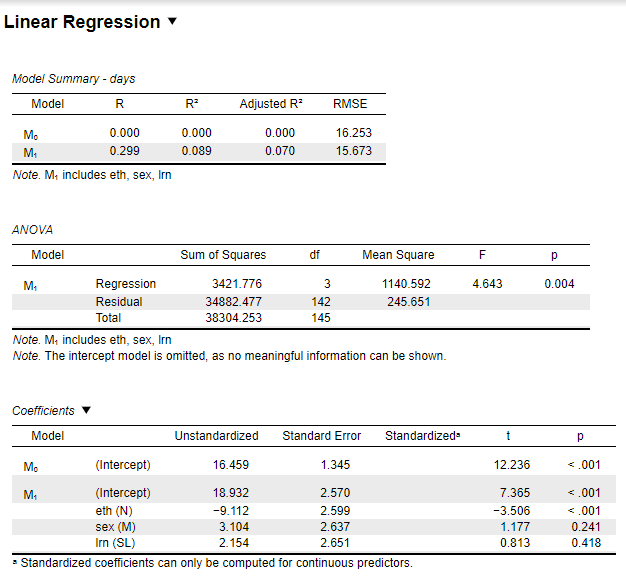 Linear Regression ▼
Model Summary - days
Model R R² Adjusted R² RMSE
M₀ 0.000 0.000 0.000 16.253
M₁ 0.299 0.089 0.070 15.673
Note. M₁ includes eth, sex, lrn
ANOVA
Model Sum of Squares df Mean Square F p
M₁ Regression 3421.776 3 1140.592 4.643 0.004
Residual 34882.477 142 245.651
Total 38304.253 145
Note. M₁ includes eth, sex, lrn
Note. The intercept model is omitted, as no meaningful information can be shown.
Coefficients ▼
Model Unstandardized Standard Error Standardizedᵃ t p
M₀ (Intercept) 16.459 1.345 12.236 < .001
M₁ (Intercept) 18.932 2.570 7.365 < .001
eth (N) −9.112 2.599 −3.506 < .001
sex (M) 3.104 2.637 1.177 0.241
lrn (SL) 2.154 2.651 0.813 0.418
ᵃ Standardized coefficients can only be computed for continuous predictors.